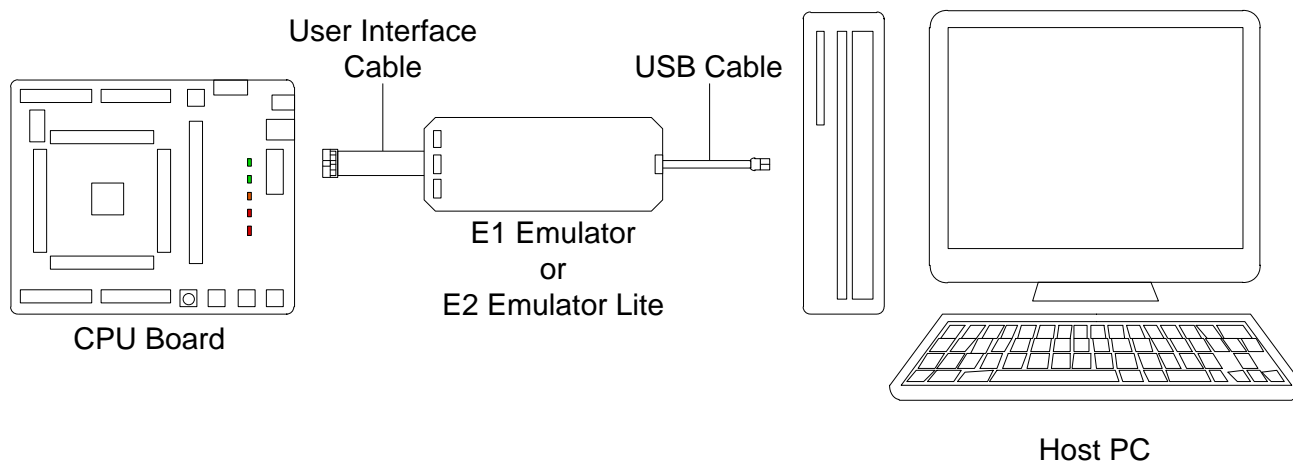 User Interface
Cable
USB Cable
E1 Emulator
or
E2 Emulator Lite
CPU Board
Host PC